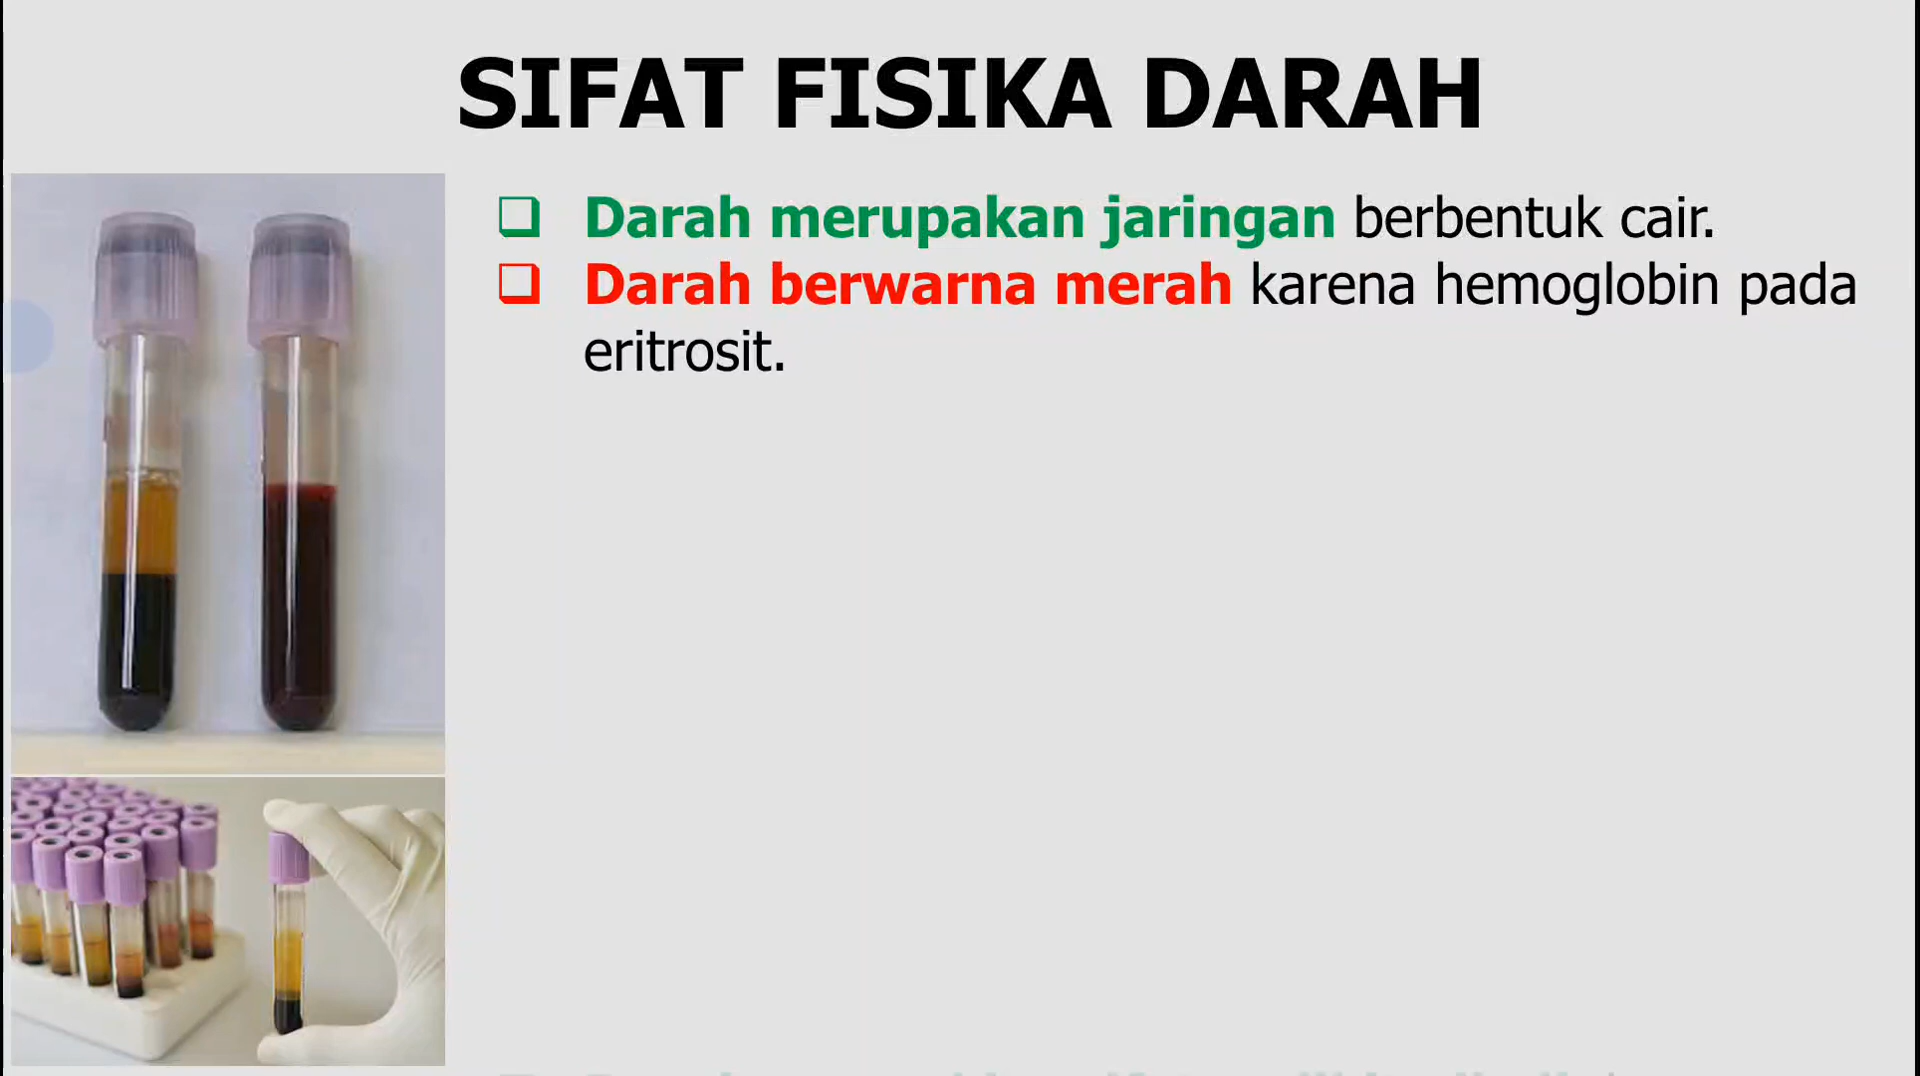 SIFAT FISIKA DARAH
❑ Darah merupakan jaringan berbentuk cair.
❑ Darah berwarna merah karena hemoglobin pada
eritrosit.